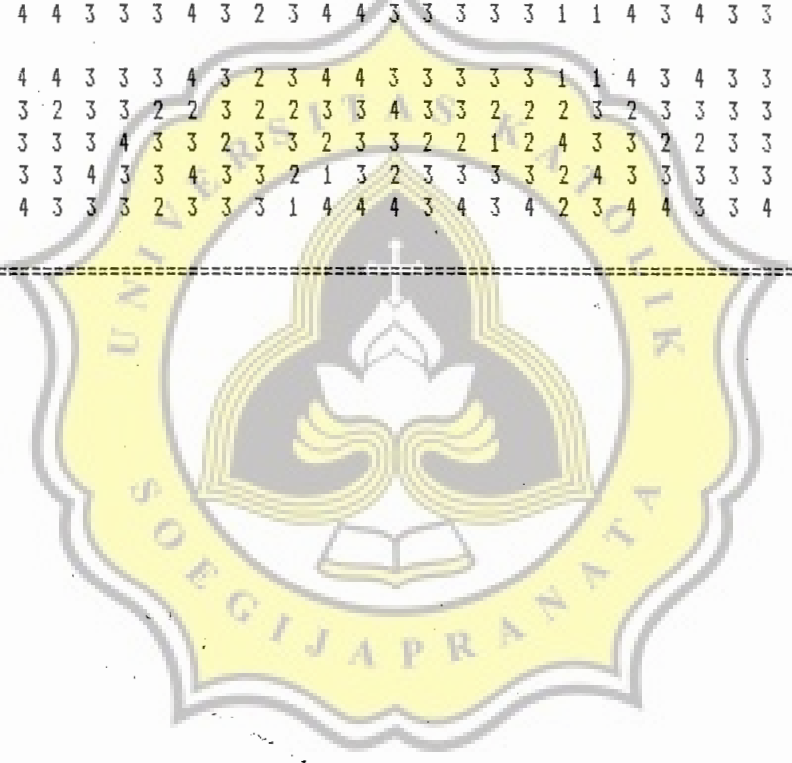 4 4 3 3 3 4 3 2 3 4 4 3 3 3 3 3 1 1 4 3 4 3 3
4 4 3 3 3 4 3 2 3 4 4 3 3 3 3 3 1 1 4 3 4 3 3
3 2 3 3 2 2 3 2 2 3 3 4 3 3 2 2 2 3 2 3 3 3 3
3 3 3 4 3 3 2 3 3 2 3 3 2 2 1 2 4 3 3 2 2 3 3
3 3 4 3 3 4 3 3 2 1 3 2 3 3 3 3 2 4 3 3 3 3 3
4 3 3 3 2 3 3 3 1 4 4 4 3 4 3 4 2 3 4 4 3 3 4
UNIVERSITAS KATOLIK
SOEGIJAPRANATA